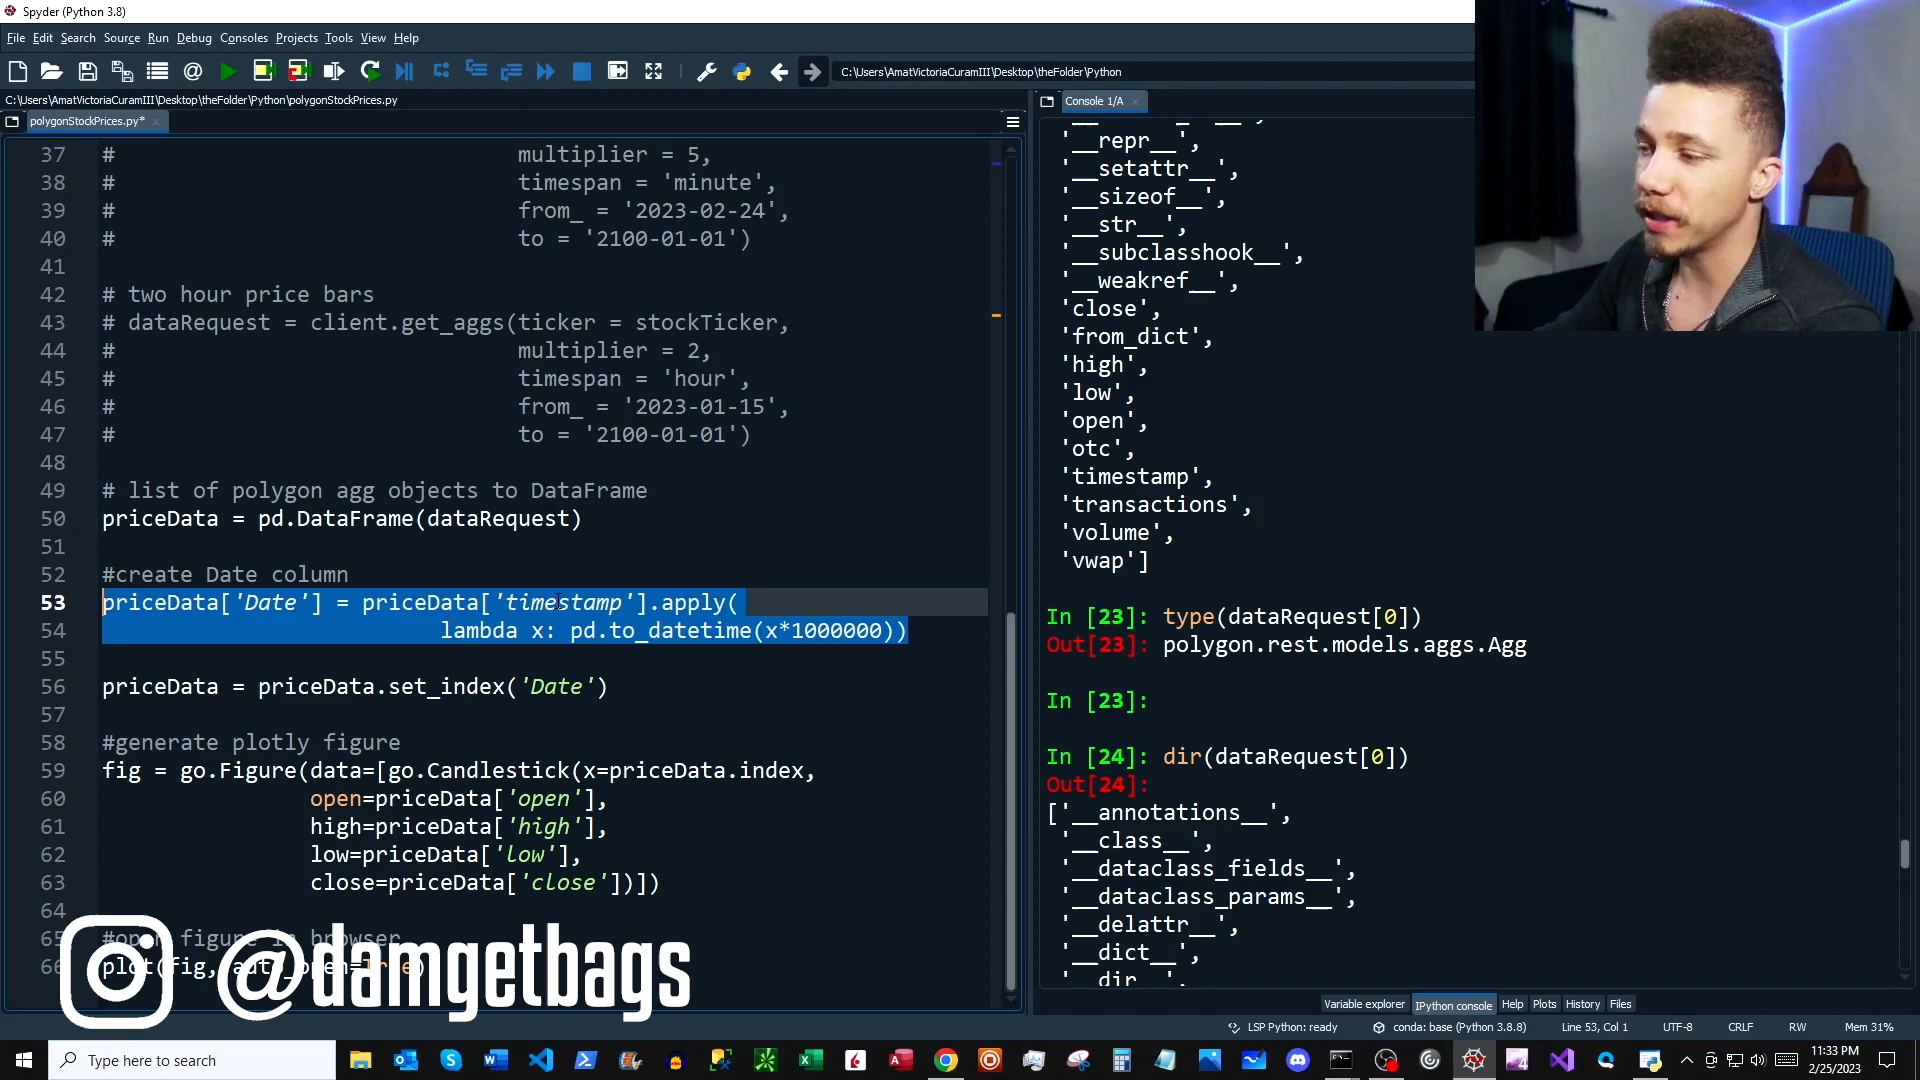 Spyder (Python 3.8)
File Edit Search Source Run Debug Consoles Projects Tools View Help
C:\Users\AmatVictoriaCuramIII\Desktop\theFolder\Python
C:\Users\AmatVictoriaCuramIII\Desktop\theFolder\Python\polygonStockPrices.py
polygonStockPrices.py*
37 # multiplier = 5,
38 # timespan = 'minute',
39 # from_ = '2023-02-24',
40 # to = '2100-01-01')
41
42 # two hour price bars
43 # dataRequest = client.get_aggs(ticker = stockTicker,
44 # multiplier = 2,
45 # timespan = 'hour',
46 # from_ = '2023-01-15',
47 # to = '2100-01-01')
48
49 # list of polygon agg objects to DataFrame
50 priceData = pd.DataFrame(dataRequest)
51
52 #create Date column
53 priceData['Date'] = priceData['timestamp'].apply(
54 lambda x: pd.to_datetime(x*1000000))
55
56 priceData = priceData.set_index('Date')
57
58 #generate plotly figure
59 fig = go.Figure(data=[go.Candlestick(x=priceData.index,
60 open=priceData['open'],
61 high=priceData['high'],
62 low=priceData['low'],
63 close=priceData['close'])])
64
65 #open figure in browser
66 plot(fig, auto_open=True)
@damgetbags
Console 1/A
'__repr__',
'__setattr__',
'__sizeof__',
'__str__',
'__subclasshook__',
'__weakref__',
'close',
'from_dict',
'high',
'low',
'open',
'otc',
'timestamp',
'transactions',
'volume',
'vwap']
In [23]: type(dataRequest[0])
Out[23]: polygon.rest.models.aggs.Agg
In [23]:
In [24]: dir(dataRequest[0])
Out[24]:
['__annotations__',
'__class__',
'__dataclass_fields__',
'__dataclass_params__',
'__delattr__',
'__dict__',
'__dir__',
Variable explorer IPython console Help Plots History Files
LSP Python: ready conda: base (Python 3.8.8) Line 53, Col 1 UTF-8 CRLF RW Mem 31%
Type here to search
11:33 PM
2/25/2023